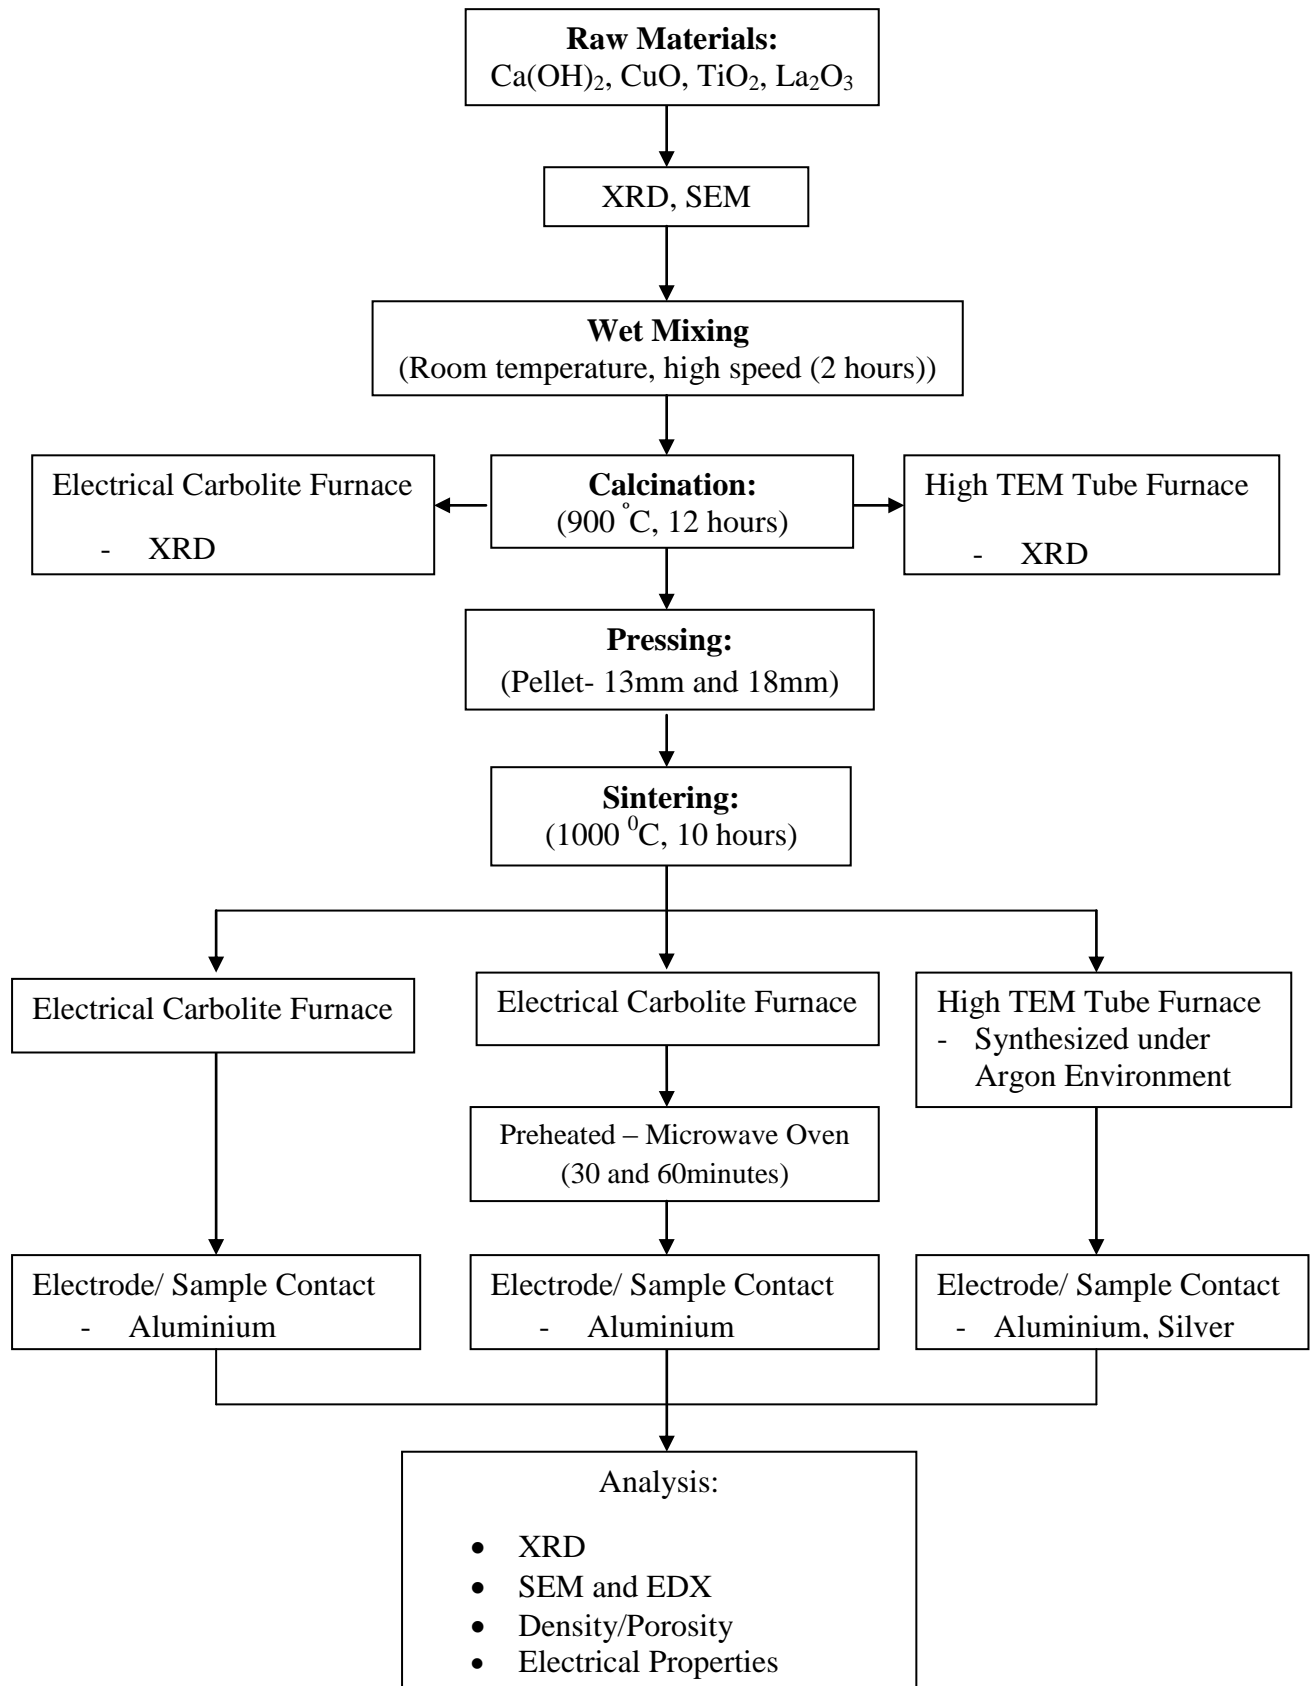 Raw Materials:
Ca(OH)₂, CuO, TiO₂, La₂O₃
XRD, SEM
Wet Mixing
(Room temperature, high speed (2 hours))
Electrical Carbolite Furnace
- XRD
Calcination:
(900 °C, 12 hours)
High TEM Tube Furnace
- XRD
Pressing:
(Pellet- 13mm and 18mm)
Sintering:
(1000 ⁰C, 10 hours)
Electrical Carbolite Furnace
Electrical Carbolite Furnace
High TEM Tube Furnace
- Synthesized under
Argon Environment
Preheated – Microwave Oven
(30 and 60minutes)
Electrode/ Sample Contact
- Aluminium
Electrode/ Sample Contact
- Aluminium
Electrode/ Sample Contact
- Aluminium, Silver
Analysis:
• XRD
• SEM and EDX
• Density/Porosity
• Electrical Properties